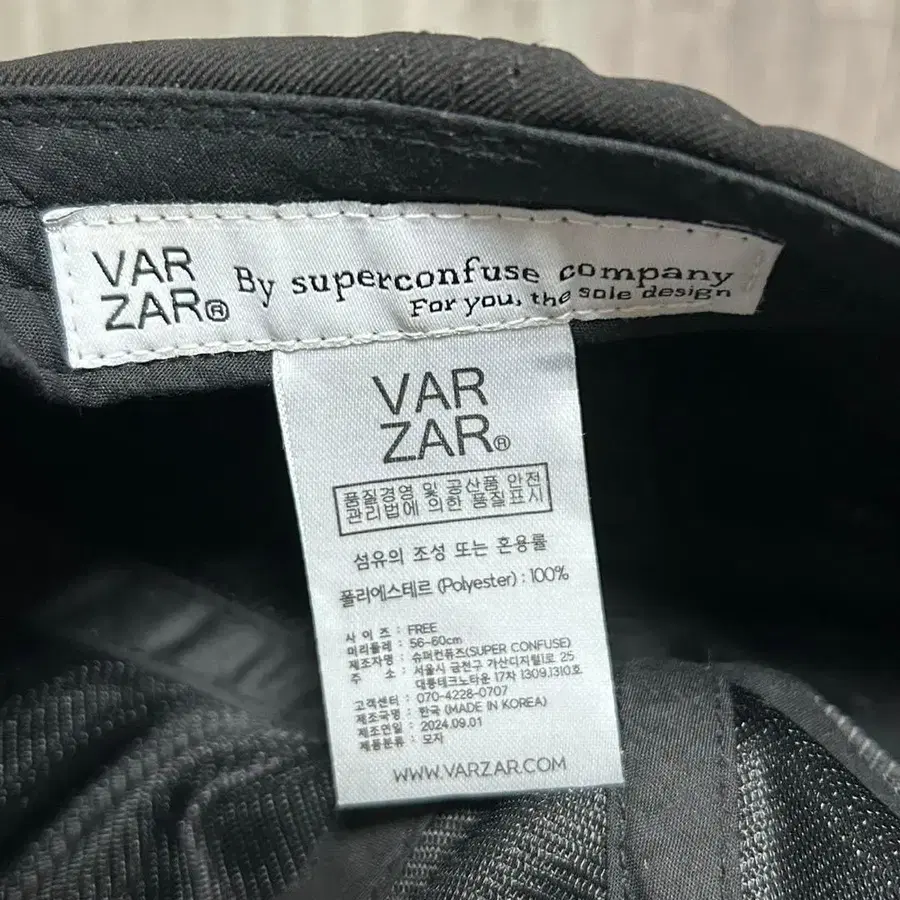 VAR
ZAR®
By superconfuse company
For you, the sole design
VAR
ZAR®
품질경영 및 공산품 안전
관리법에 의한 품질표시
섬유의 조성 또는 혼용률
폴리에스테르 (Polyester) : 100%
사 이 즈 : FREE
머리둘레 : 56-60cm
제조자명 : 슈퍼컨퓨즈(SUPER CONFUSE)
주 소 : 서울시 금천구 가산디지털1로 25
대륭테크노타운 17차 1309,1310호
고객센터 : 070-4228-0707
제조국명 : 한국 (MADE IN KOREA)
제조연일 : 2024.09.01
제품분류 : 모자
WWW.VARZAR.COM